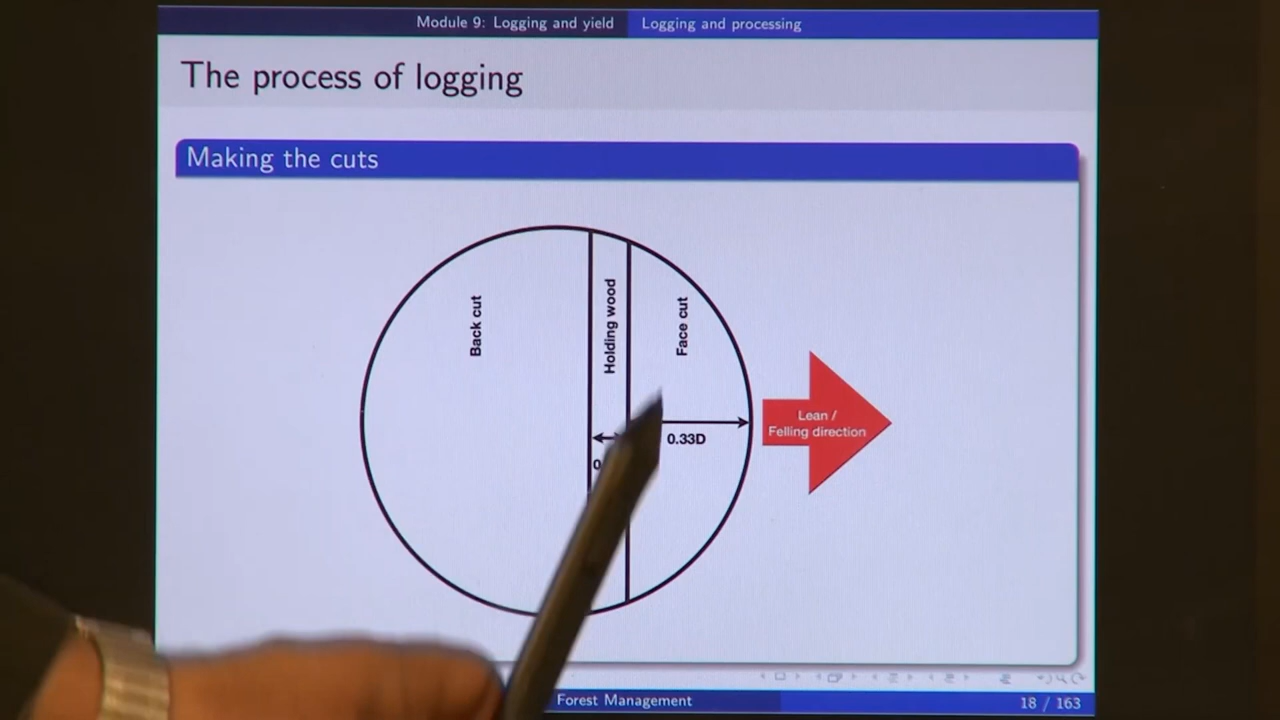 Module 9: Logging and yield
Logging and processing
The process of logging
Making the cuts
Back cut
Holding wood
Face cut
0.33D
Lean /
Felling direction
Forest Management
18 / 163